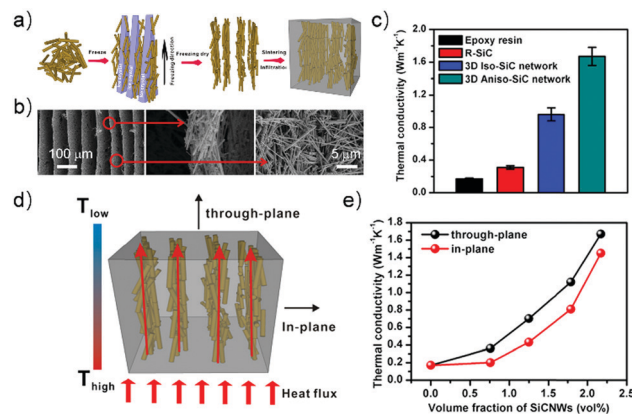 a)
Freeze
Freezing direction
Freezing dry
Sintering
Infiltration
b)
100 μm
5 μm
c)
Thermal conductivity (Wm⁻¹K⁻¹)
2.0
1.6
1.2
0.8
0.4
0.0
Epoxy resin
R-SiC
3D Iso-SiC network
3D Aniso-SiC network
d)
T low
through-plane
In-plane
T high
Heat flux
e)
Thermal conductivity (Wm⁻¹K⁻¹)
1.8
1.6
1.4
1.2
1.0
0.8
0.6
0.4
0.2
0.0
through-plane
in-plane
0.0 0.5 1.0 1.5 2.0 2.5
Volume fraction of SiCNWs (vol%)